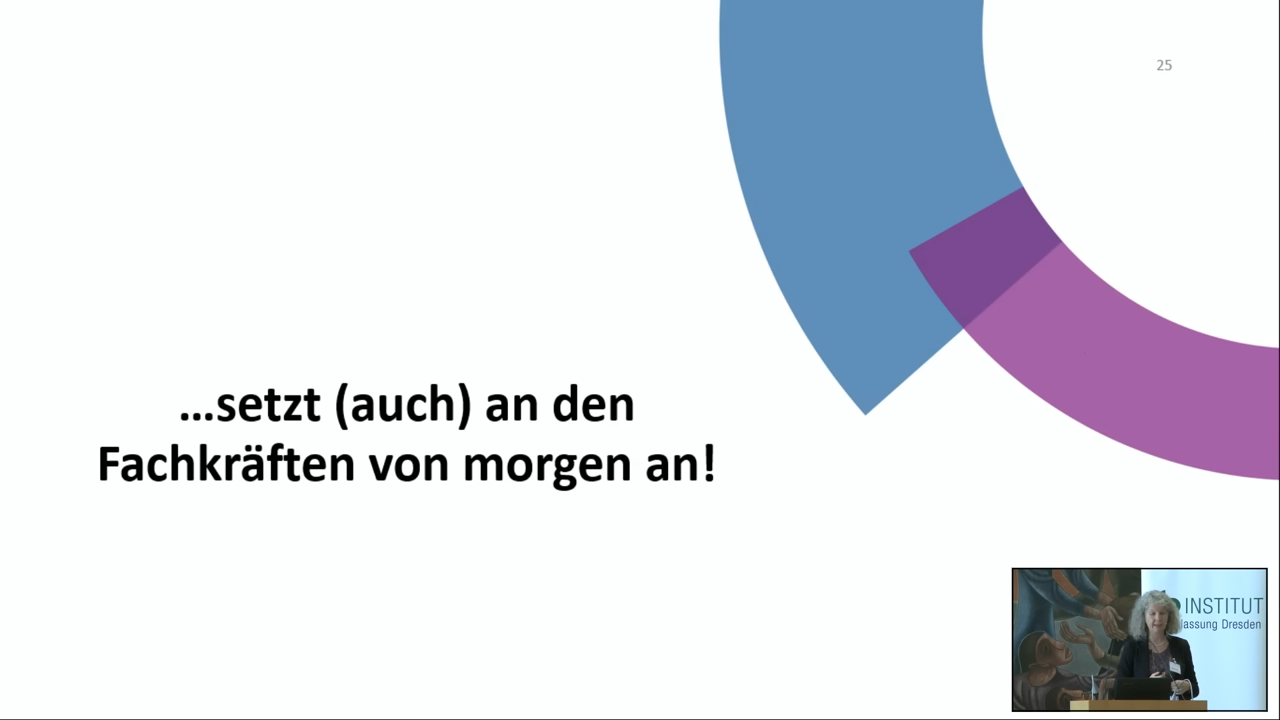 25
…setzt (auch) an den
Fachkräften von morgen an!
INSTITUT
lassung Dresden